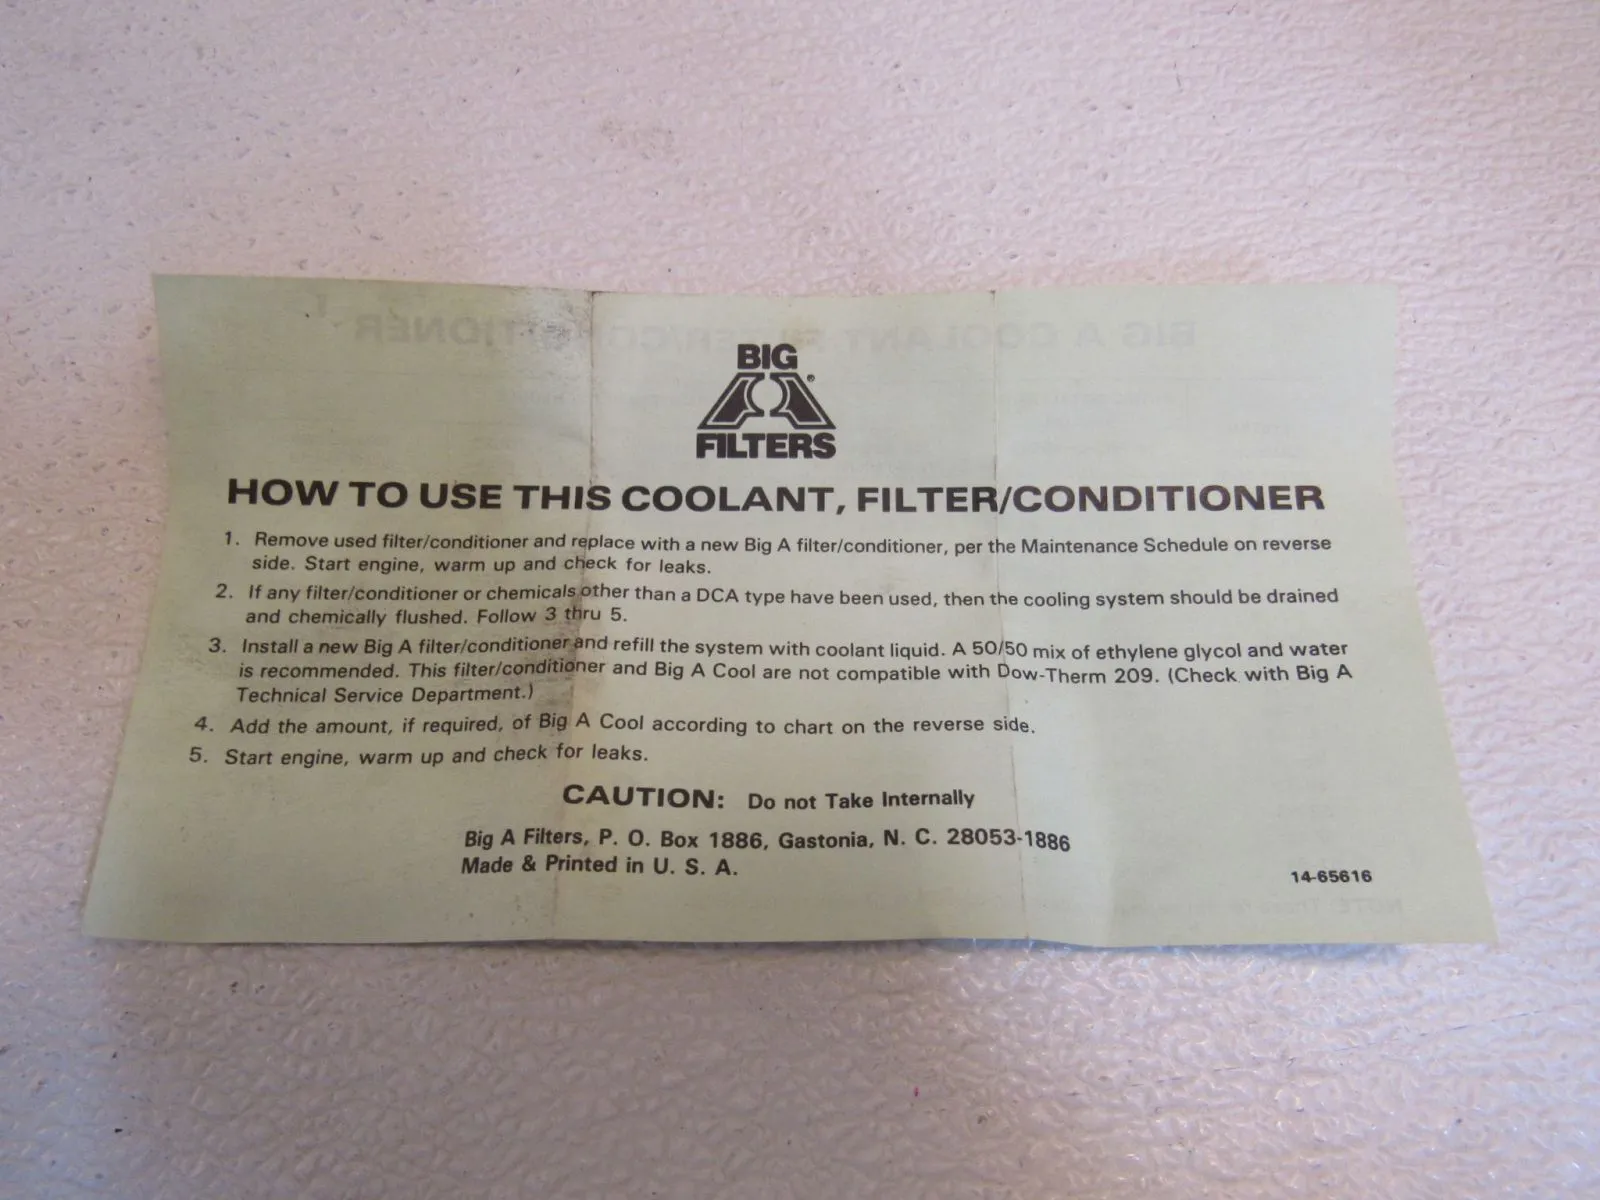 BIG
FILTERS
HOW TO USE THIS COOLANT, FILTER/CONDITIONER
1. Remove used filter/conditioner and replace with a new Big A filter/conditioner, per the Maintenance Schedule on reverse
side. Start engine, warm up and check for leaks.
2. If any filter/conditioner or chemicals other than a DCA type have been used, then the cooling system should be drained
and chemically flushed. Follow 3 thru 5.
3. Install a new Big A filter/conditioner and refill the system with coolant liquid. A 50/50 mix of ethylene glycol and water
is recommended. This filter/conditioner and Big A Cool are not compatible with Dow-Therm 209. (Check with Big A
Technical Service Department.)
4. Add the amount, if required, of Big A Cool according to chart on the reverse side.
5. Start engine, warm up and check for leaks.
CAUTION: Do not Take Internally
Big A Filters, P. O. Box 1886, Gastonia, N. C. 28053-1886
Made & Printed in U. S. A.
14-65616